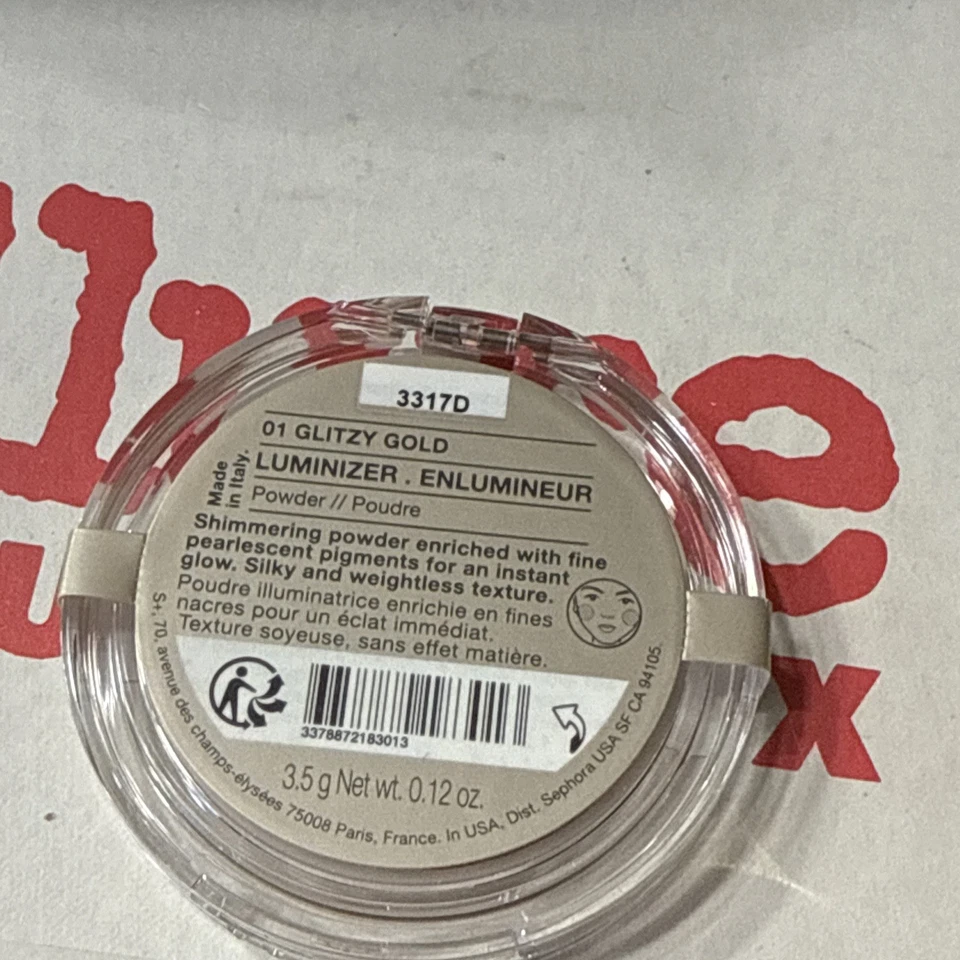 3317D
01 GLITZY GOLD
LUMINIZER . ENLUMINEUR
Powder // Poudre
Made
in Italy.
Shimmering powder enriched with fine
pearlescent pigments for an instant
glow. Silky and weightless texture.
Poudre illuminatrice enrichie en fines
nacres pour un éclat immédiat.
Texture soyeuse, sans effet matière.
3378872183013
3.5 g Net wt. 0.12 oz.
S+, 70, avenue des champs-élysées 75008 Paris, France. In USA, Dist. Sephora USA SF CA 94105.
x